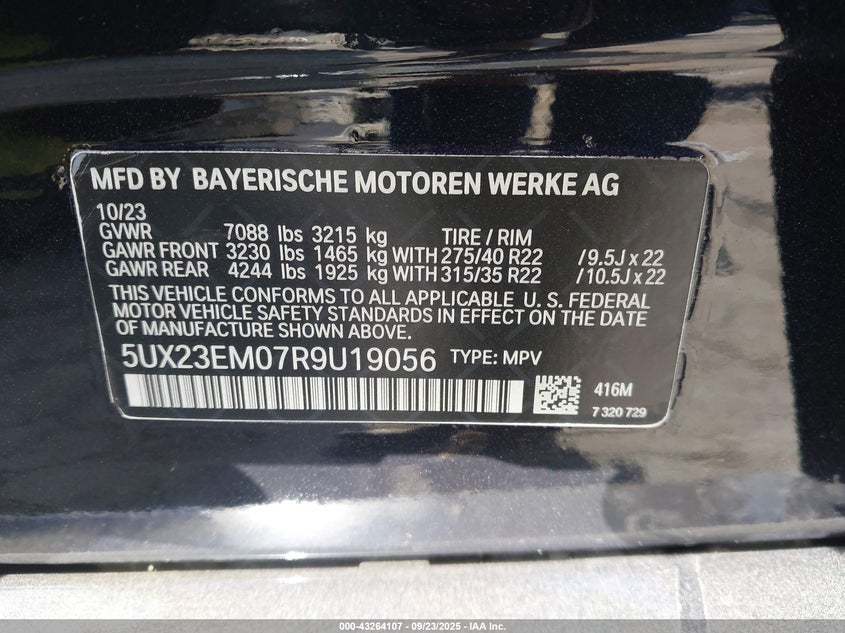 MFD BY BAYERISCHE MOTOREN WERKE AG
10/23
GVWR 7088 lbs 3215 kg TIRE / RIM
GAWR FRONT 3230 lbs 1465 kg WITH 275/40 R22 / 9.5J x 22
GAWR REAR 4244 lbs 1925 kg WITH 315/35 R22 / 10.5J x 22
THIS VEHICLE CONFORMS TO ALL APPLICABLE U. S. FEDERAL
MOTOR VEHICLE SAFETY STANDARDS IN EFFECT ON THE DATE
OF MANUFACTURE SHOWN ABOVE.
5UX23EM07R9U19056 TYPE: MPV
416M
7 320 729
000-43264107 - 09/23/2025 - IAA Inc.